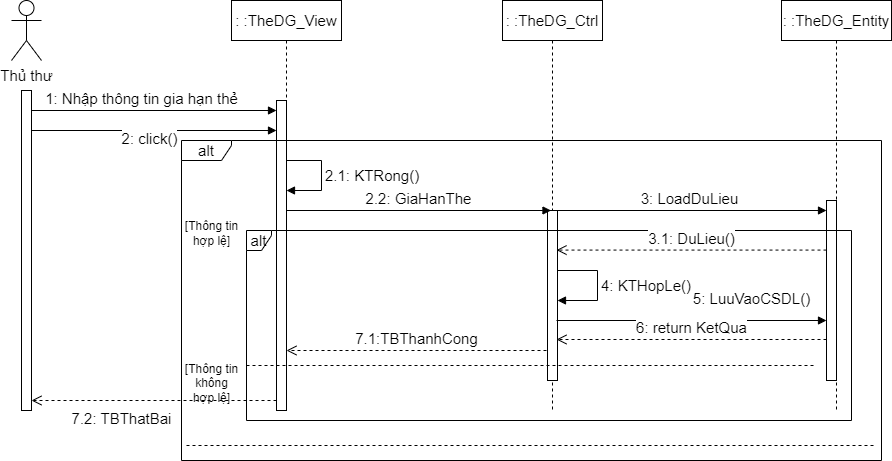 : :TheDG_View
: :TheDG_Ctrl
: :TheDG_Entity
Thủ thư
1: Nhập thông tin gia hạn thẻ
2: click()
alt
2.1: KTRong()
2.2: GiaHanThe
3: LoadDuLieu
[Thông tin
hợp lệ]
alt
3.1: DuLieu()
4: KTHopLe()
5: LuuVaoCSDL()
6: return KetQua
7.1:TBThanhCong
[Thông tin
không
hợp lệ]
7.2: TBThatBai